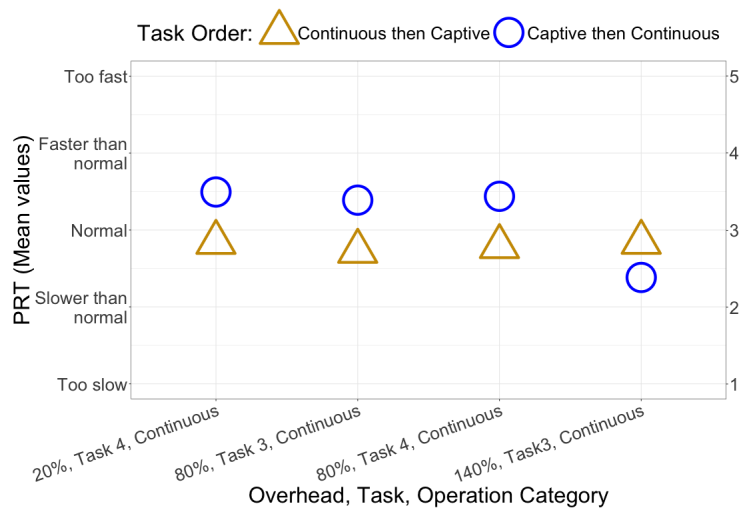 Task Order: Continuous then Captive Captive then Continuous
Too fast 5
Faster than
normal 4
Normal 3
Slower than
normal 2
Too slow 1
PRT (Mean values)
20%, Task 4, Continuous
80%, Task 3, Continuous
80%, Task 4, Continuous
140%, Task3, Continuous
Overhead, Task, Operation Category